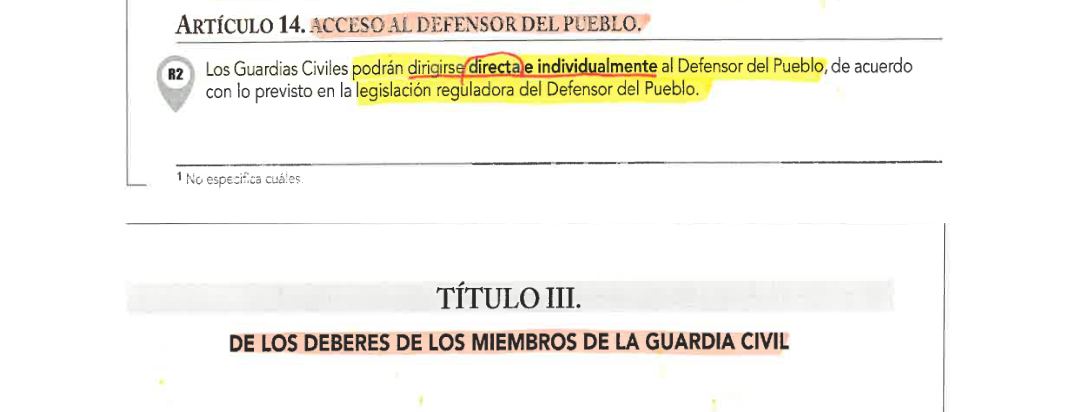 ARTÍCULO 14. ACCESO AL DEFENSOR DEL PUEBLO.
R2
Los Guardias Civiles podrán dirigirse directa e individualmente al Defensor del Pueblo, de acuerdo
con lo previsto en la legislación reguladora del Defensor del Pueblo.
1 No especifica cuáles.
TÍTULO III.
DE LOS DEBERES DE LOS MIEMBROS DE LA GUARDIA CIVIL